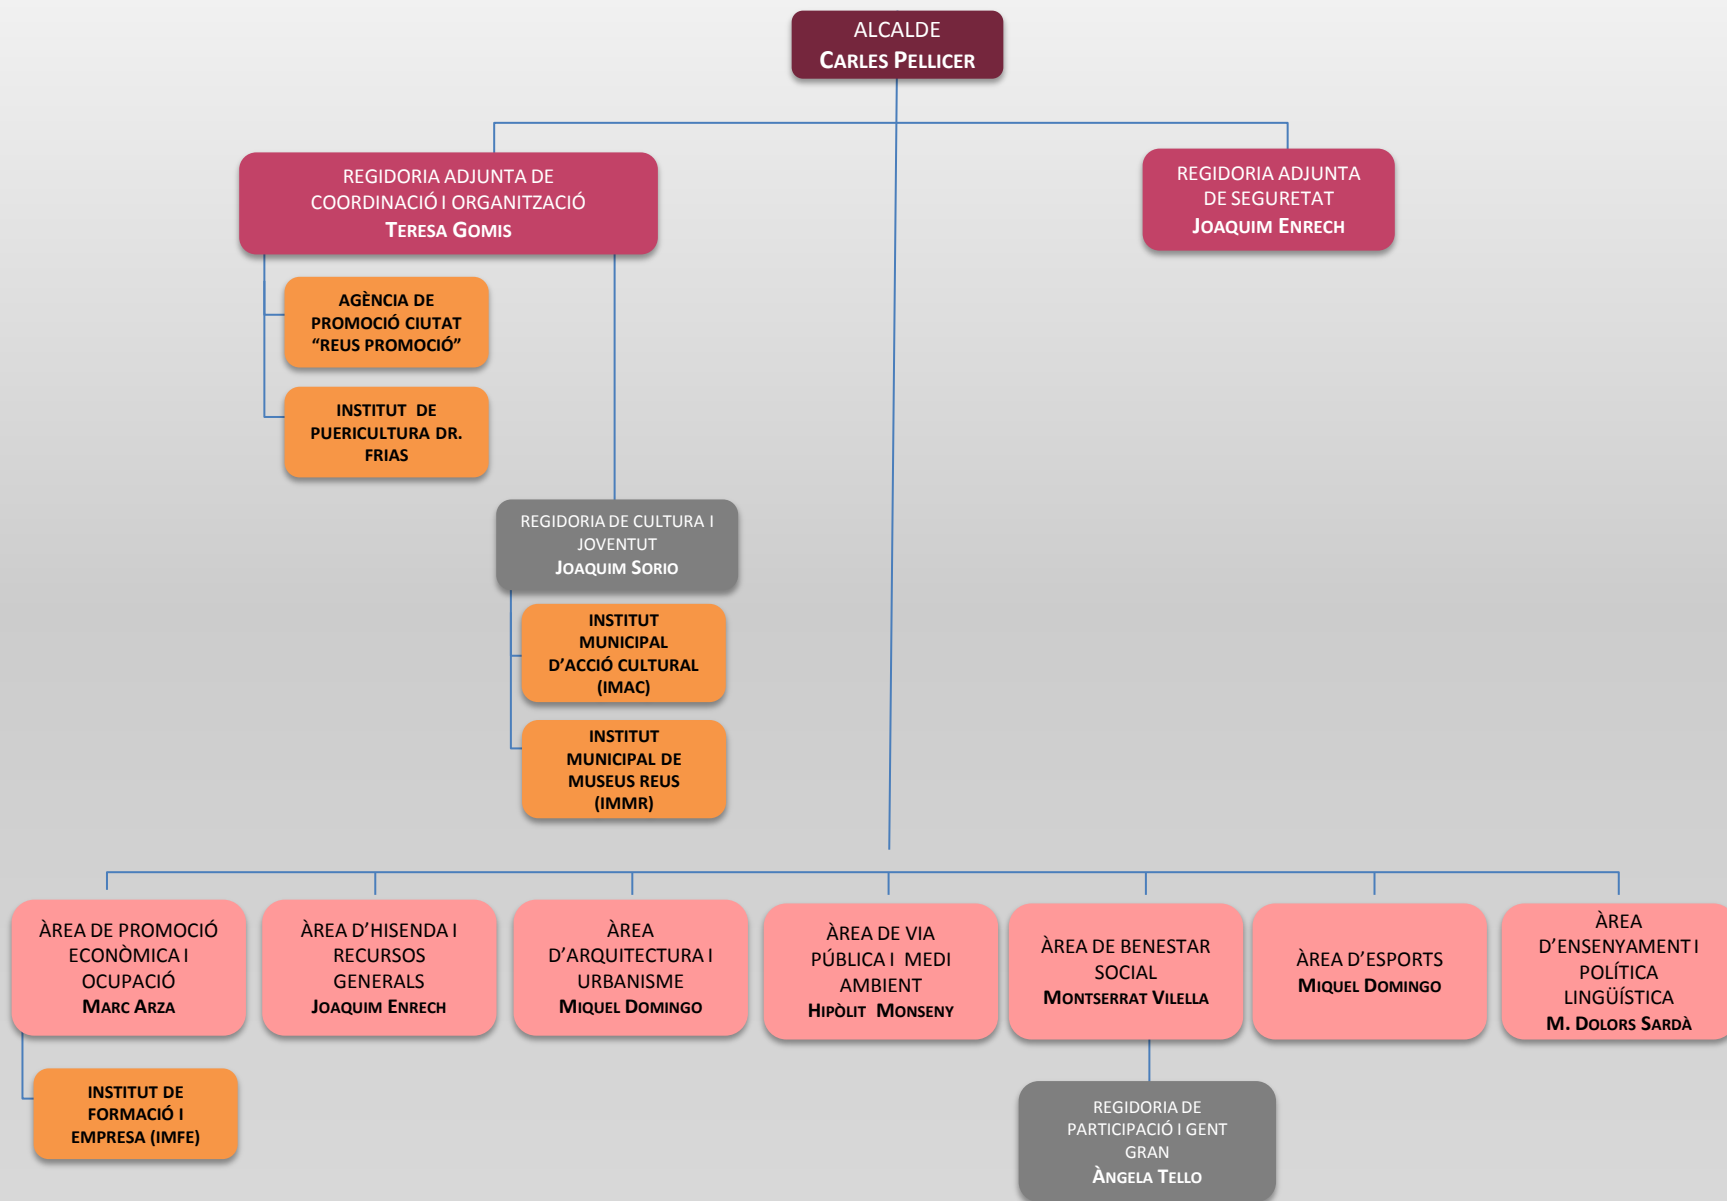 ALCALDE
CARLES PELLICER
REGIDORIA ADJUNTA DE
COORDINACIÓ I ORGANITZACIÓ
TERESA GOMIS
REGIDORIA ADJUNTA
DE SEGURETAT
JOAQUIM ENRECH
AGÈNCIA DE
PROMOCIÓ CIUTAT
“REUS PROMOCIÓ”
INSTITUT DE
PUERICULTURA DR.
FRIAS
REGIDORIA DE CULTURA I
JOVENTUT
JOAQUIM SORIO
INSTITUT
MUNICIPAL
D’ACCIÓ CULTURAL
(IMAC)
INSTITUT
MUNICIPAL DE
MUSEUS REUS
(IMMR)
ÀREA DE PROMOCIÓ
ECONÒMICA I
OCUPACIÓ
MARC ARZA
ÀREA D’HISENDA I
RECURSOS
GENERALS
JOAQUIM ENRECH
ÀREA
D’ARQUITECTURA I
URBANISME
MIQUEL DOMINGO
ÀREA DE VIA
PÚBLICA I MEDI
AMBIENT
HIPÒLIT MONSENY
ÀREA DE BENESTAR
SOCIAL
MONTSERRAT VILELLA
ÀREA D’ESPORTS
MIQUEL DOMINGO
ÀREA
D’ENSENYAMENT I
POLÍTICA
LINGÜÍSTICA
M. DOLORS SARDÀ
INSTITUT DE
FORMACIÓ I
EMPRESA (IMFE)
REGIDORIA DE
PARTICIPACIÓ I GENT
GRAN
ÀNGELA TELLO